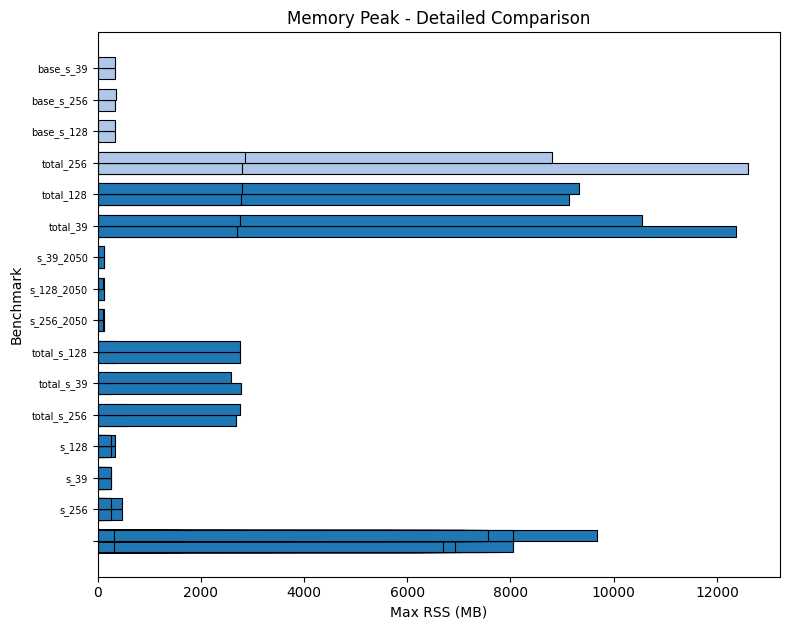 Memory Peak - Detailed Comparison
base_s_39
base_s_256
base_s_128
total_256
total_128
total_39
s_39_2050
s_128_2050
s_256_2050
total_s_128
total_s_39
total_s_256
s_128
s_39
s_256
Benchmark
0 2000 4000 6000 8000 10000 12000
Max RSS (MB)